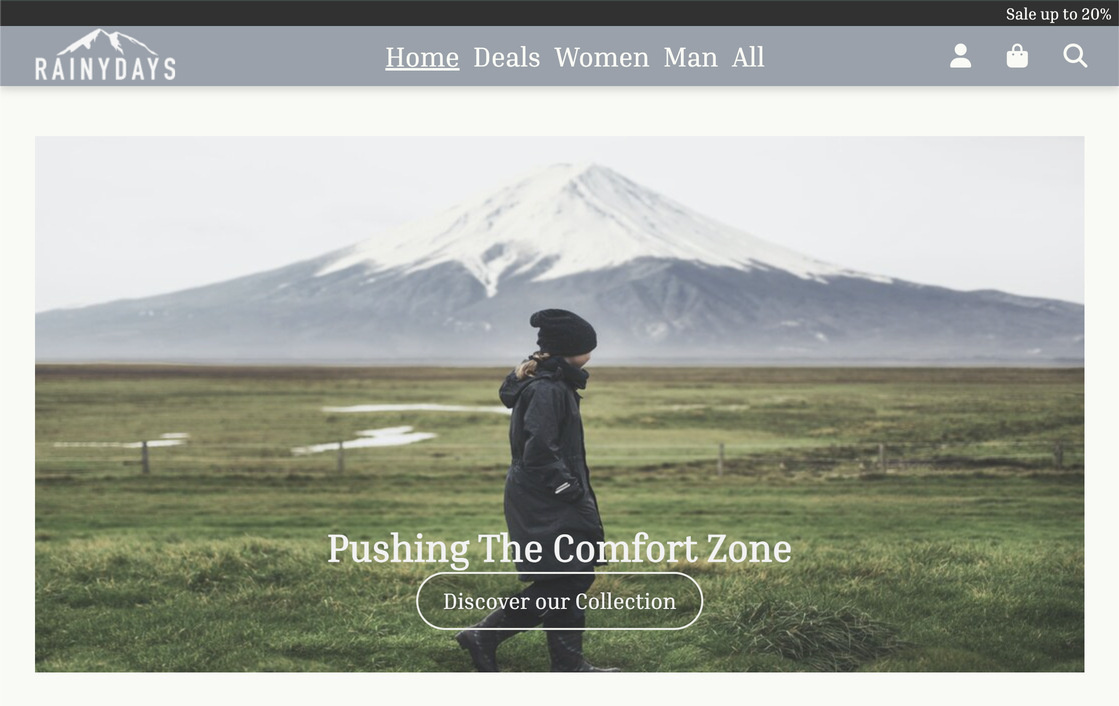 Sale up to 20%
RAINYDAYS
Home Deals Women Man All
Pushing The Comfort Zone
Discover our Collection